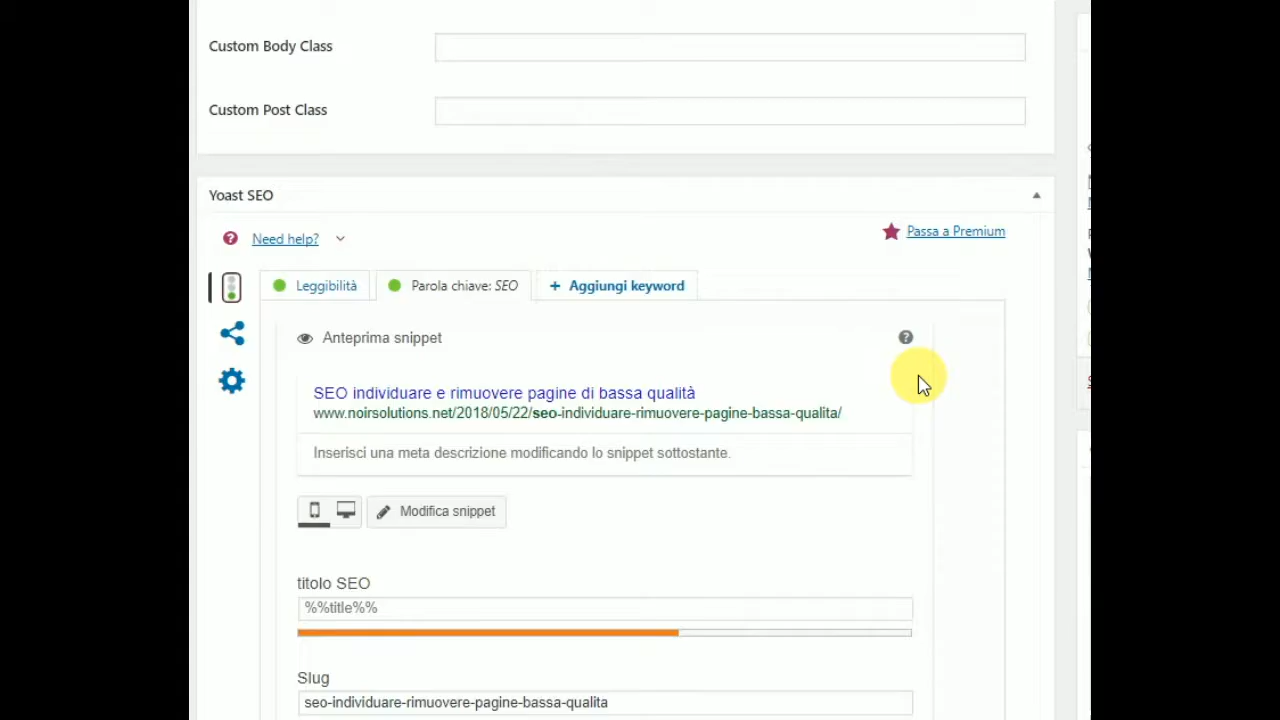 Custom Body Class
Custom Post Class
Yoast SEO
Need help?
Passa a Premium
Leggibilità
Parola chiave: SEO
+ Aggiungi keyword
Anteprima snippet
SEO individuare e rimuovere pagine di bassa qualità
www.noirsolutions.net/2018/05/22/seo-individuare-rimuovere-pagine-bassa-qualita/
Inserisci una meta descrizione modificando lo snippet sottostante.
Modifica snippet
titolo SEO
%%title%%
Slug
seo-individuare-rimuovere-pagine-bassa-qualita